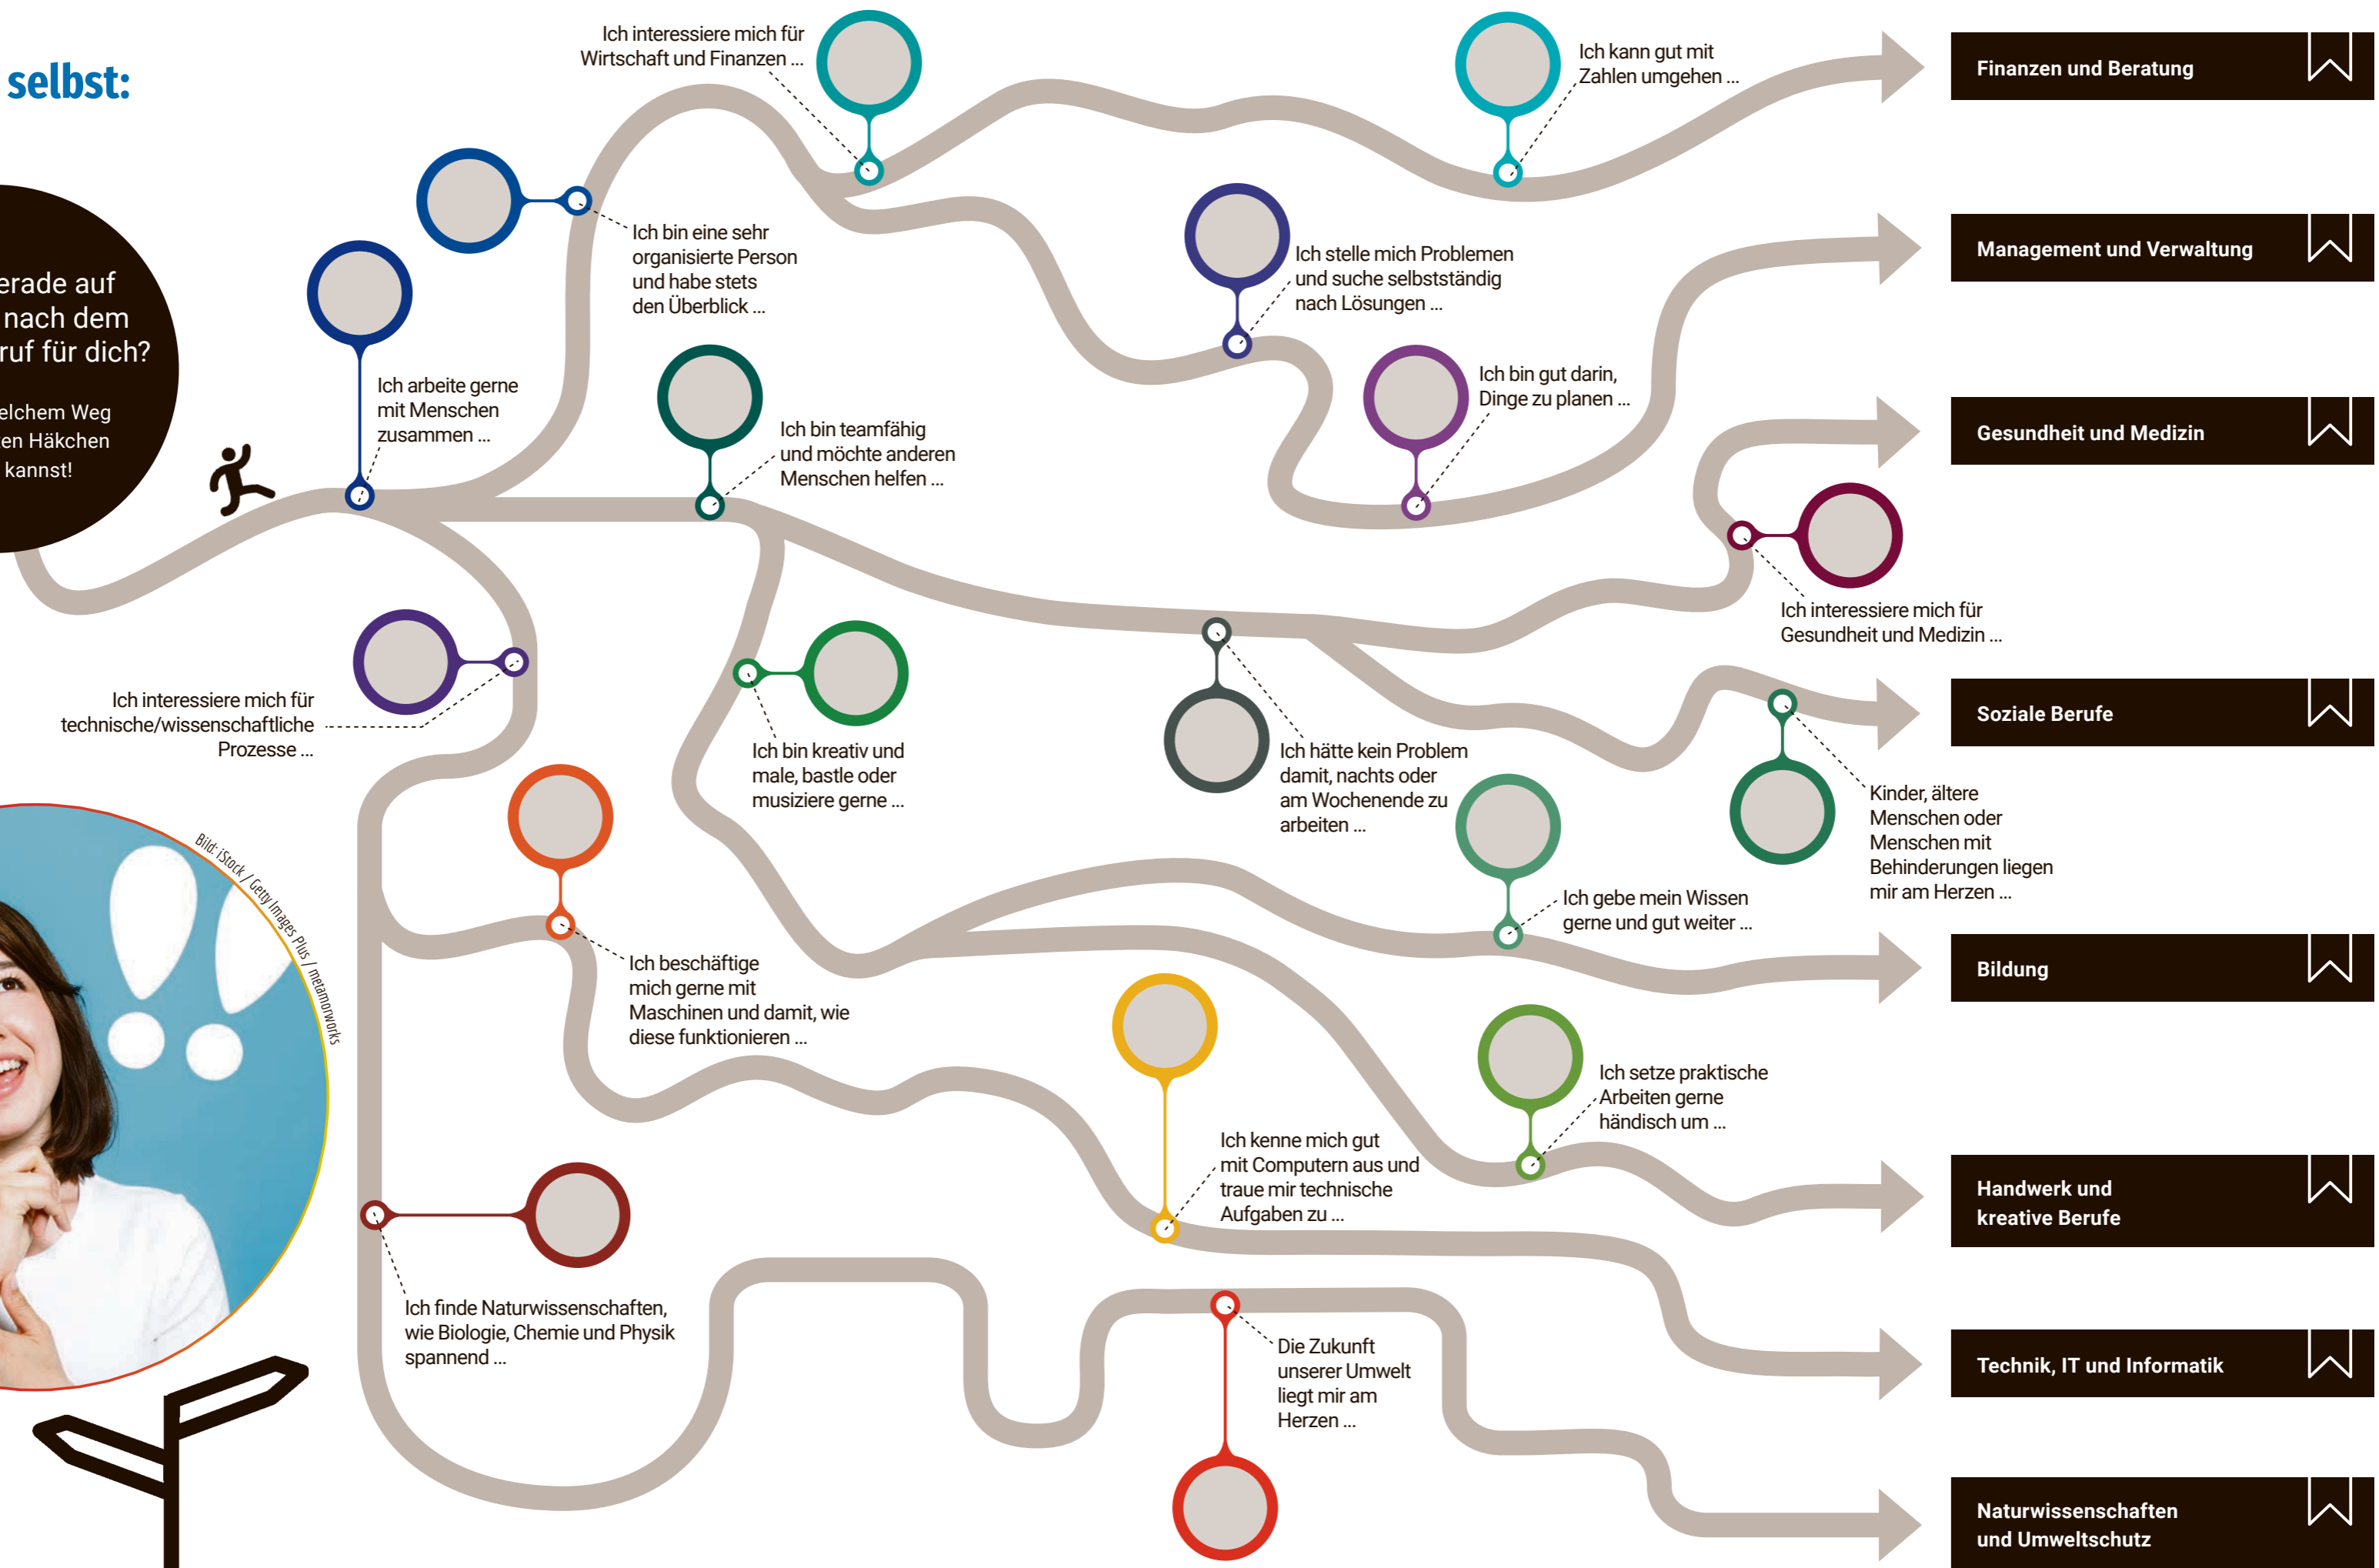 selbst:
erade auf
nach dem
ruf für dich?
elchem Weg
en Häkchen
kannst!
Ich interessiere mich für
Wirtschaft und Finanzen ...
Ich kann gut mit
Zahlen umgehen ...
Finanzen und Beratung
Ich bin eine sehr
organisierte Person
und habe stets
den Überblick ...
Ich stelle mich Problemen
und suche selbstständig
nach Lösungen ...
Management und Verwaltung
Ich arbeite gerne
mit Menschen
zusammen ...
Ich bin teamfähig
und möchte anderen
Menschen helfen ...
Ich bin gut darin,
Dinge zu planen ...
Gesundheit und Medizin
Ich interessiere mich für
Gesundheit und Medizin ...
Ich interessiere mich für
technische/wissenschaftliche
Prozesse ...
Ich bin kreativ und
male, bastle oder
musiziere gerne ...
Ich hätte kein Problem
damit, nachts oder
am Wochenende zu
arbeiten ...
Soziale Berufe
Kinder, ältere
Menschen oder
Menschen mit
Behinderungen liegen
mir am Herzen ...
Bild: iStock / Getty Images Plus / metamorworks
Ich beschäftige
mich gerne mit
Maschinen und damit, wie
diese funktionieren ...
Ich gebe mein Wissen
gerne und gut weiter ...
Bildung
Ich kenne mich gut
mit Computern aus und
traue mir technische
Aufgaben zu ...
Ich setze praktische
Arbeiten gerne
händisch um ...
Handwerk und
kreative Berufe
Ich finde Naturwissenschaften,
wie Biologie, Chemie und Physik
spannend ...
Die Zukunft
unserer Umwelt
liegt mir am
Herzen ...
Technik, IT und Informatik
Naturwissenschaften
und Umweltschutz